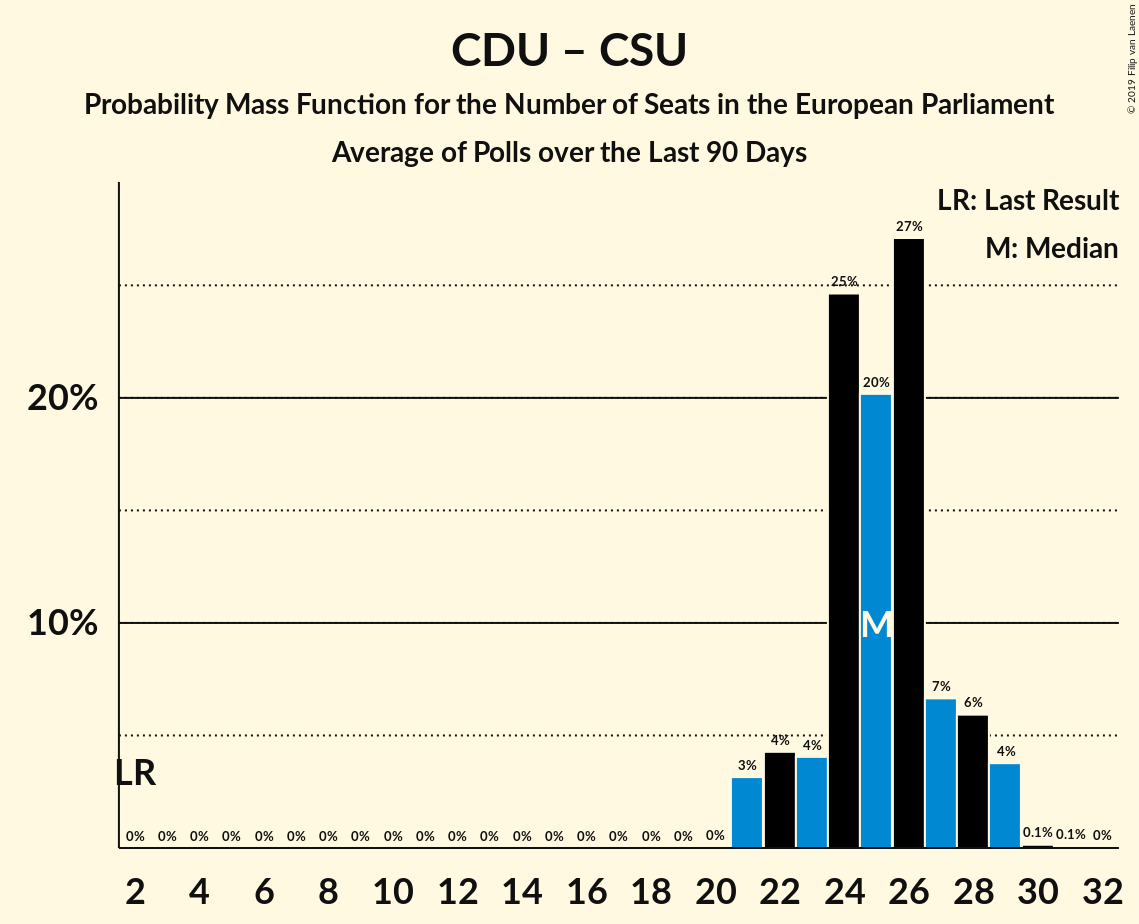 CDU – CSU
Probability Mass Function for the Number of Seats in the European Parliament
Average of Polls over the Last 90 Days
© 2019 Filip van Laenen
LR: Last Result
M: Median
27%
25%
20%
20%
M
10%
7%
6%
4%
4%
4%
3%
LR
0% 0% 0% 0% 0% 0% 0% 0% 0% 0% 0% 0% 0% 0% 0% 0% 0% 0% 0% 0.1% 0.1% 0%
2 4 6 8 10 12 14 16 18 20 22 24 26 28 30 32